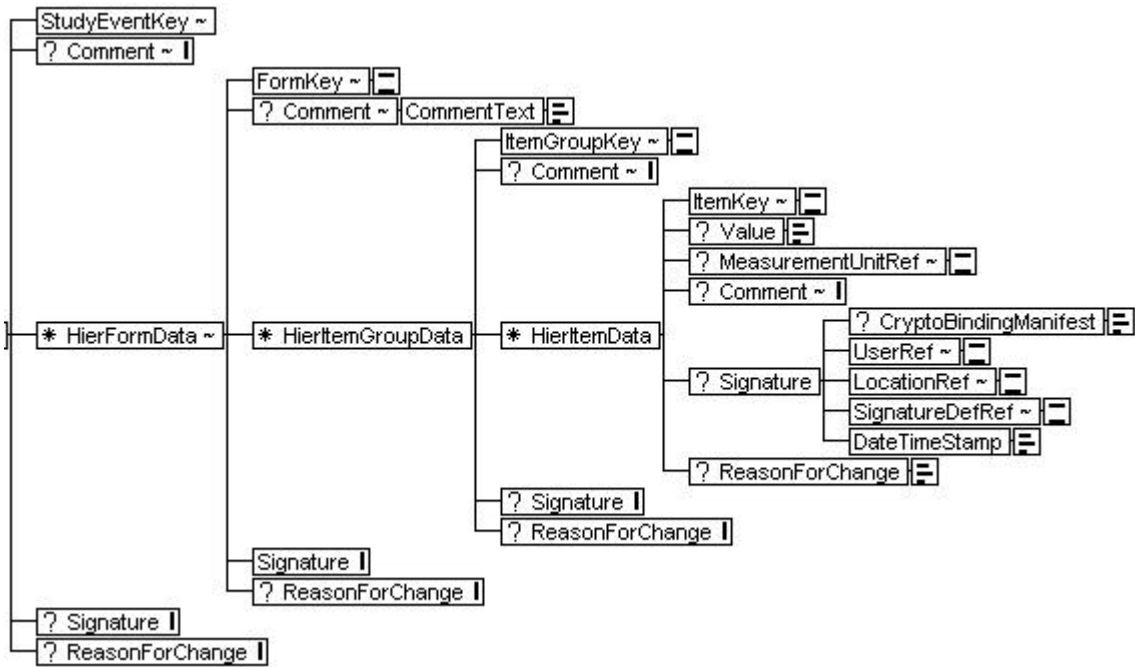 StudyEventKey ~
? Comment ~
FormKey ~
? Comment ~ CommentText
ItemGroupKey ~
? Comment ~
ItemKey ~
? Value
? MeasurementUnitRef ~
? Comment ~
* HierFormData ~ * HierItemGroupData * HierItemData
? CryptoBindingManifest
UserRef ~
? Signature LocationRef ~
SignatureDefRef ~
DateTimeStamp
? ReasonForChange
? Signature
? ReasonForChange
Signature
? ReasonForChange
? Signature
? ReasonForChange